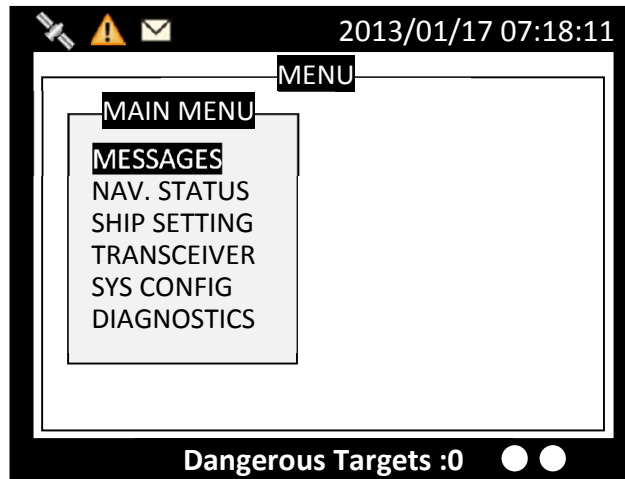 2013/01/17 07:18:11
MENU
MAIN MENU
MESSAGES
NAV. STATUS
SHIP SETTING
TRANSCEIVER
SYS CONFIG
DIAGNOSTICS
Dangerous Targets :0